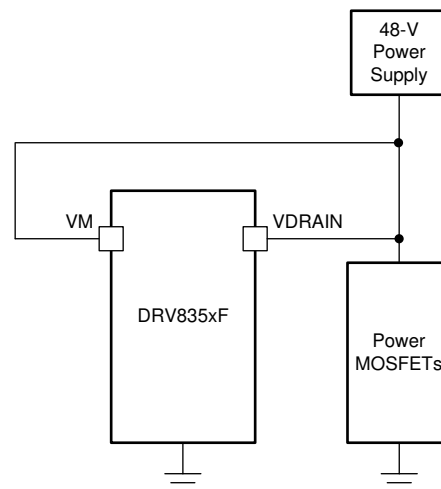 48-V
Power
Supply
VM
VDRAIN
DRV835xF
Power
MOSFETs